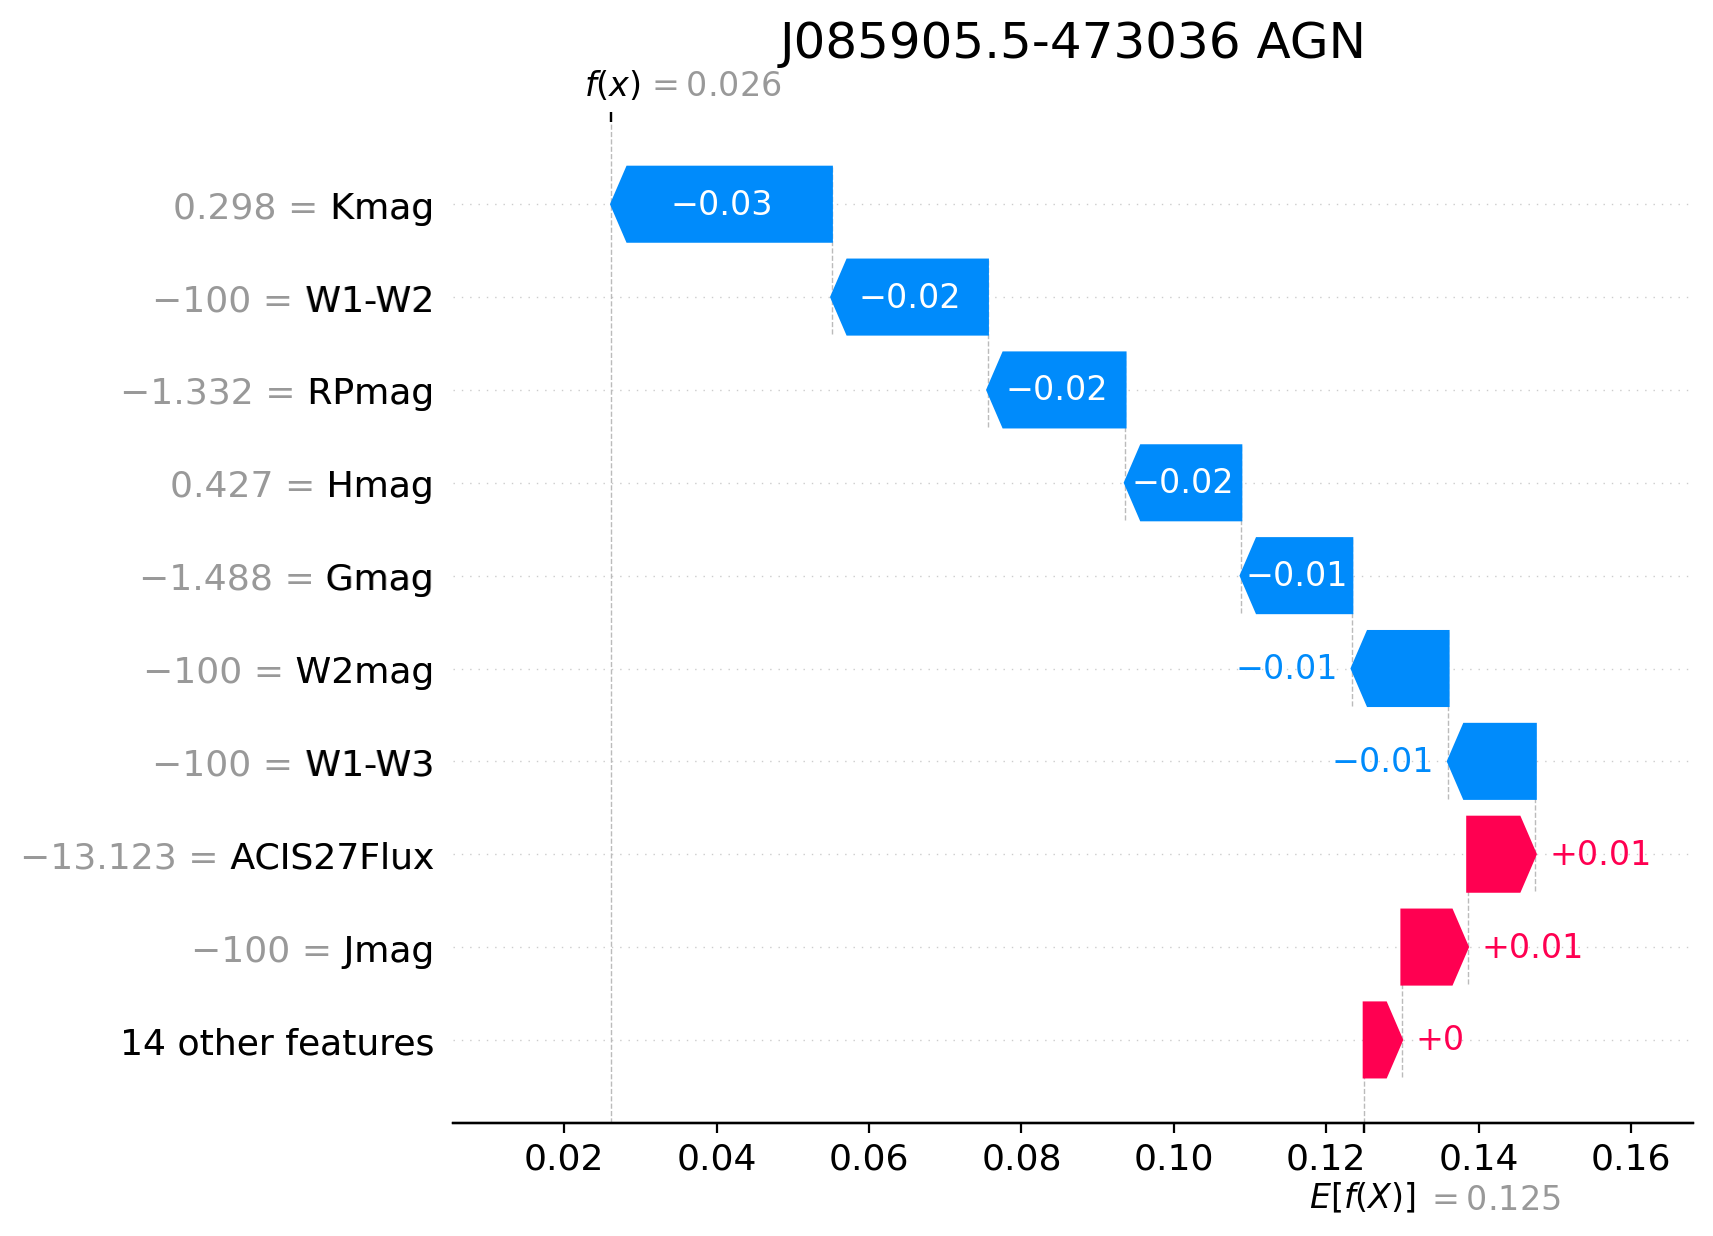 J085905.5-473036 AGN
f(x) = 0.026
0.298 = Kmag −0.03
−100 = W1-W2 −0.02
−1.332 = RPmag −0.02
0.427 = Hmag −0.02
−1.488 = Gmag −0.01
−100 = W2mag −0.01
−100 = W1-W3 −0.01
−13.123 = ACIS27Flux +0.01
−100 = Jmag +0.01
14 other features +0
0.02 0.04 0.06 0.08 0.10 0.12 0.14 0.16
E[f(X)] = 0.125